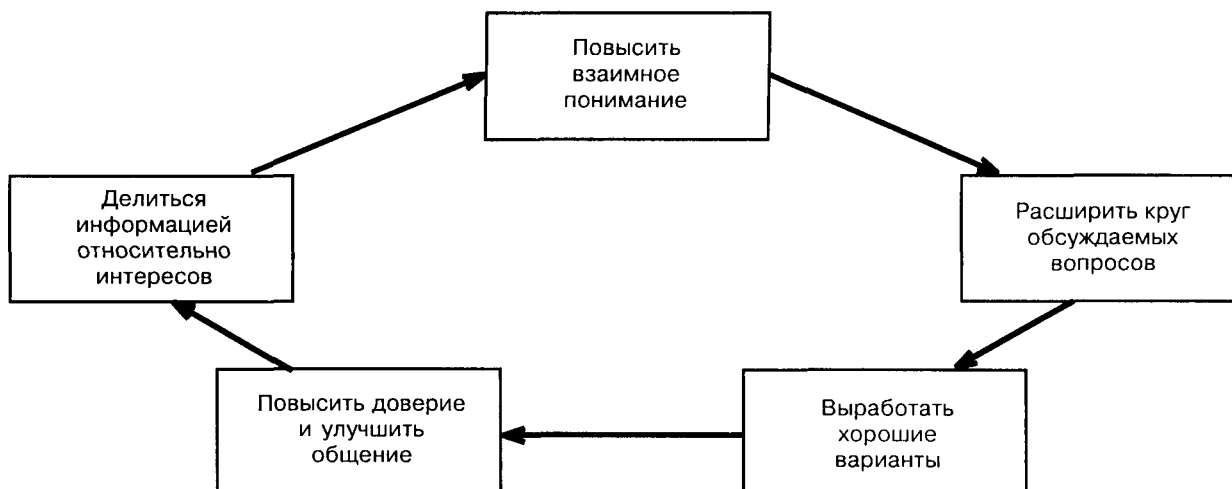 Повысить
взаимное
понимание
Делиться
информацией
относительно
интересов
Расширить круг
обсуждаемых
вопросов
Повысить доверие
и улучшить
общение
Выработать
хорошие
варианты